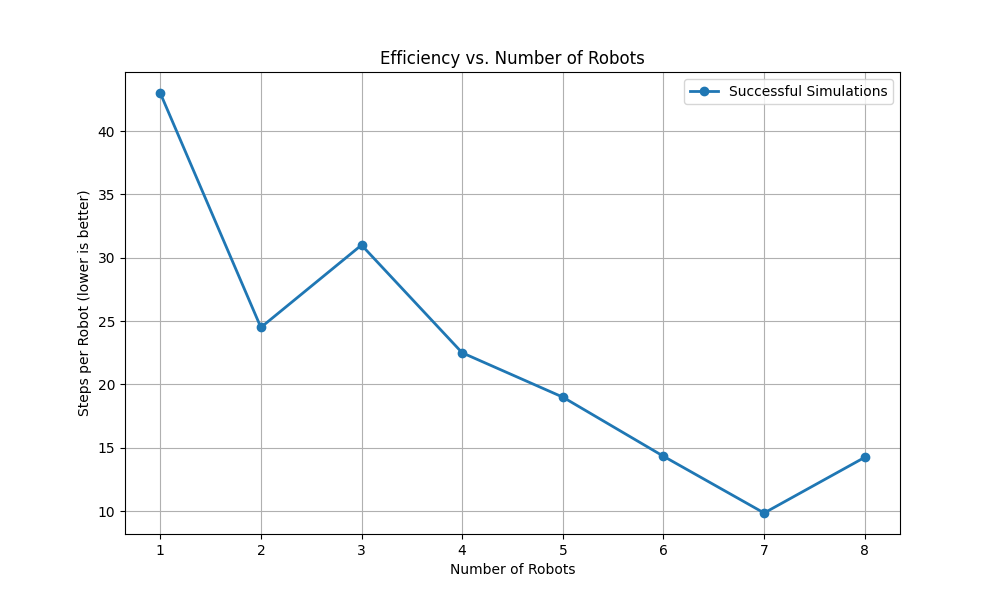 Efficiency vs. Number of Robots
Successful Simulations
Steps per Robot (lower is better)
40
35
30
25
20
15
10
1 2 3 4 5 6 7 8
Number of Robots